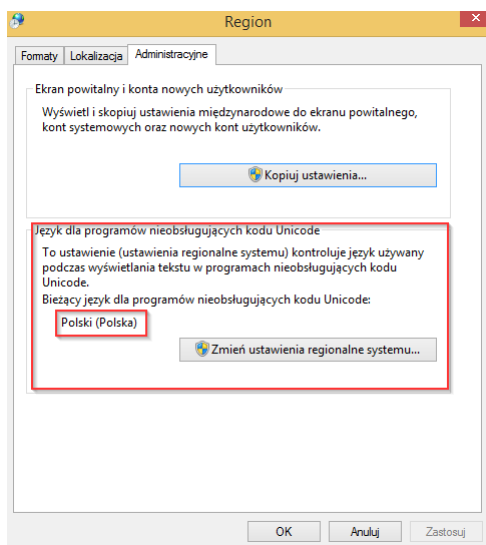 Region
Formaty
Lokalizacja
Administracyjne
Ekran powitalny i konta nowych użytkowników
Wyświetl i skopiuj ustawienia międzynarodowe do ekranu powitalnego,
kont systemowych oraz nowych kont użytkowników.
Kopiuj ustawienia...
Język dla programów nieobsługujących kodu Unicode
To ustawienie (ustawienia regionalne systemu) kontroluje język używany
podczas wyświetlania tekstu w programach nieobsługujących kodu
Unicode.
Bieżący język dla programów nieobsługujących kodu Unicode:
Polski (Polska)
Zmień ustawienia regionalne systemu...
OK
Anuluj
Zastosuj